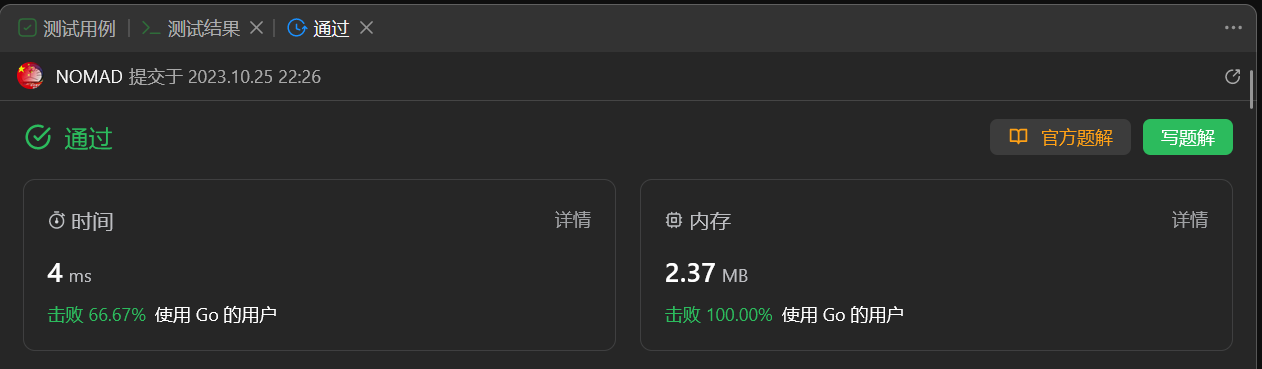 测试用例 测试结果 通过
NOMAD 提交于 2023.10.25 22:26
通过 官方题解 写题解
时间 详情 内存 详情
4 ms 2.37 MB
击败 66.67% 使用 Go 的用户 击败 100.00% 使用 Go 的用户